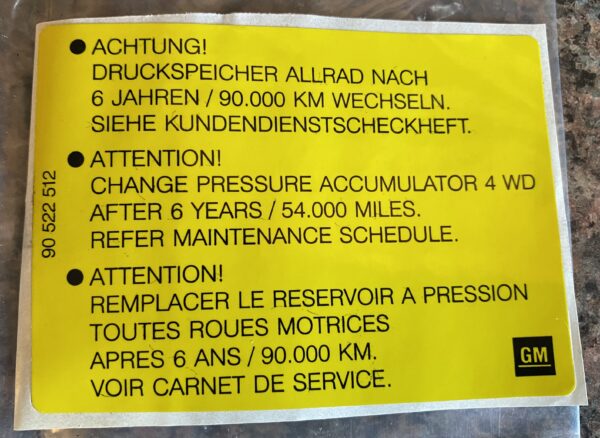 ● ACHTUNG!
DRUCKSPEICHER ALLRAD NACH
6 JAHREN / 90.000 KM WECHSELN.
SIEHE KUNDENDIENSTSCHECKHEFT.
● ATTENTION!
CHANGE PRESSURE ACCUMULATOR 4 WD
AFTER 6 YEARS / 54.000 MILES.
REFER MAINTENANCE SCHEDULE.
● ATTENTION!
REMPLACER LE RESERVOIR A PRESSION
TOUTES ROUES MOTRICES
APRES 6 ANS / 90.000 KM.
VOIR CARNET DE SERVICE.
90 522 512
GM